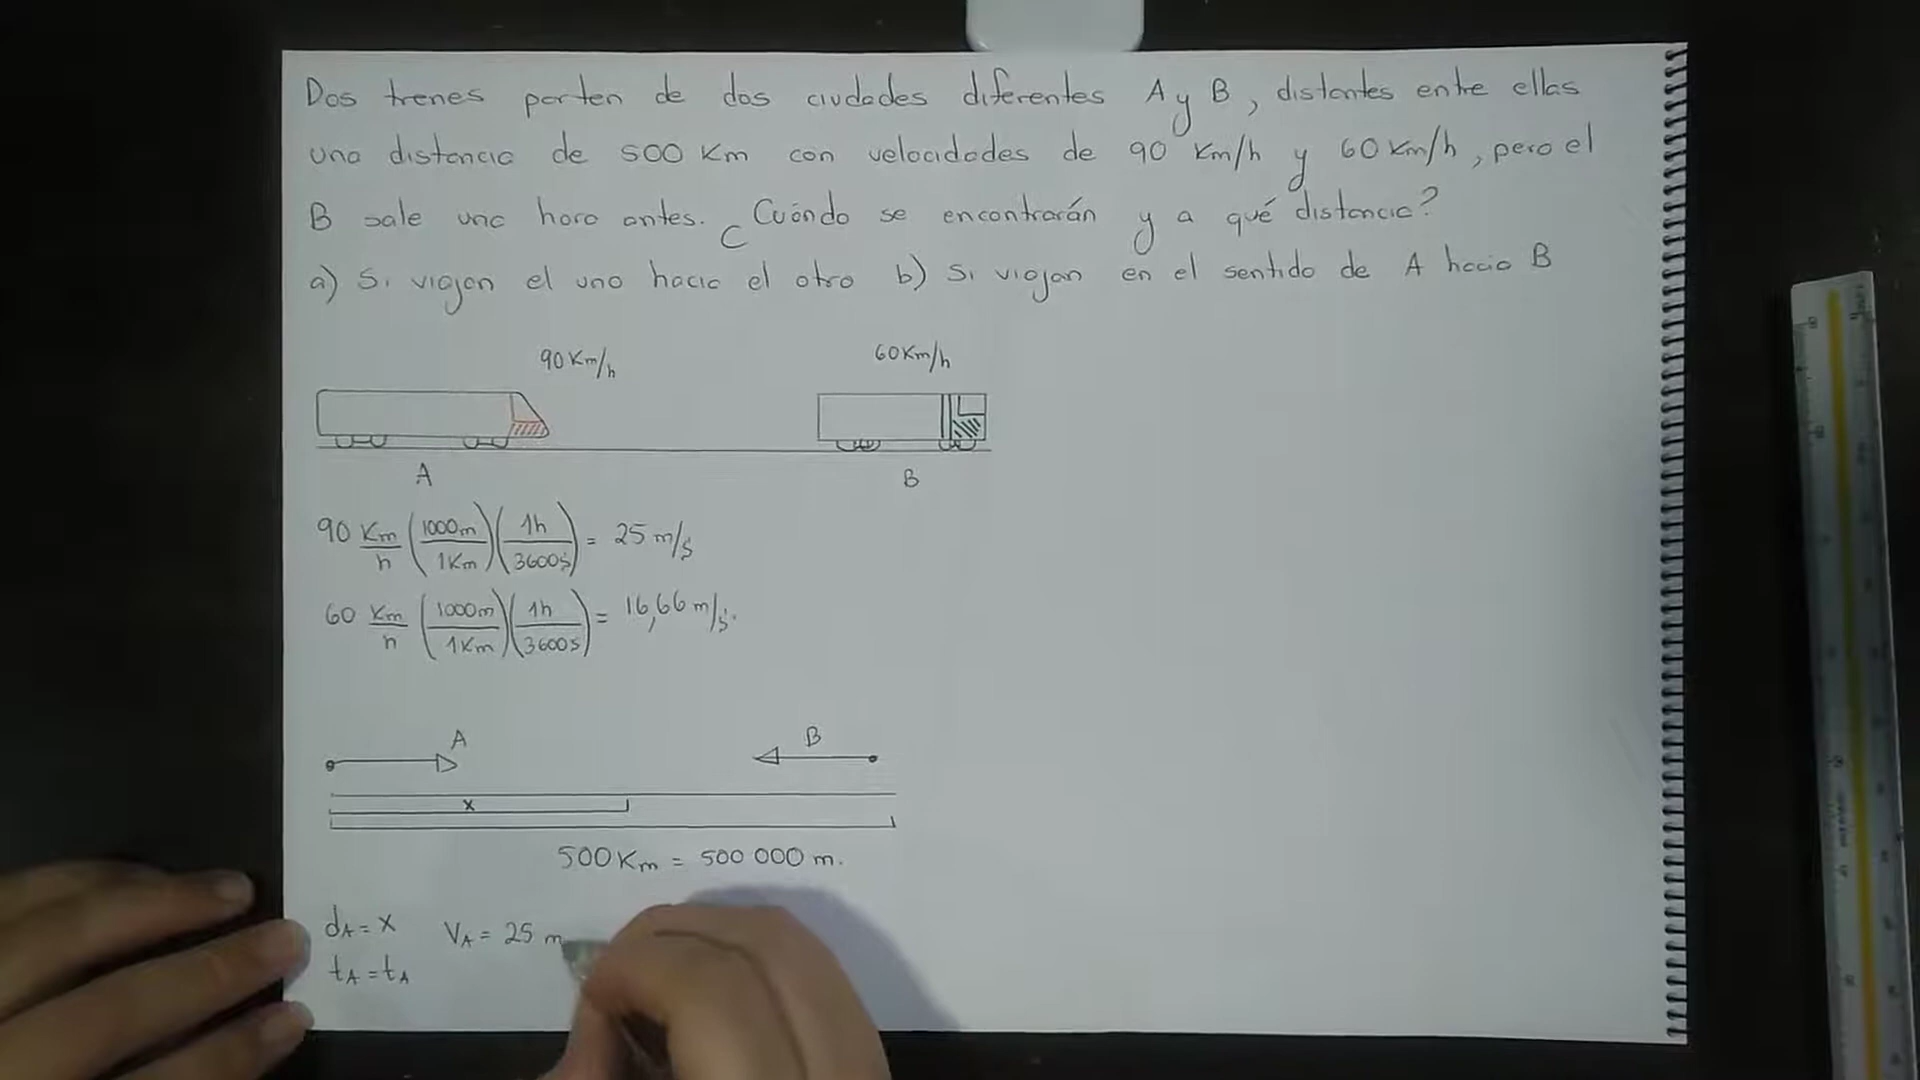 Dos trenes parten de dos ciudades diferentes A y B, distantes entre ellas
una distancia de 500 Km con velocidades de 90 Km/h y 60 Km/h, pero el
B sale una hora antes. ¿Cuándo se encontrarán y a qué distancia?
a) Si viajan el uno hacia el otro b) Si viajan en el sentido de A hacia B
90 Km/h 60 Km/h
A B
90 Km/h (1000m/1Km)(1h/3600s) = 25 m/s
60 Km/h (1000m/1Km)(1h/3600s) = 16,66 m/s.
A B
x
500 Km = 500 000 m.
dA = x VA = 25 m
tA = tA